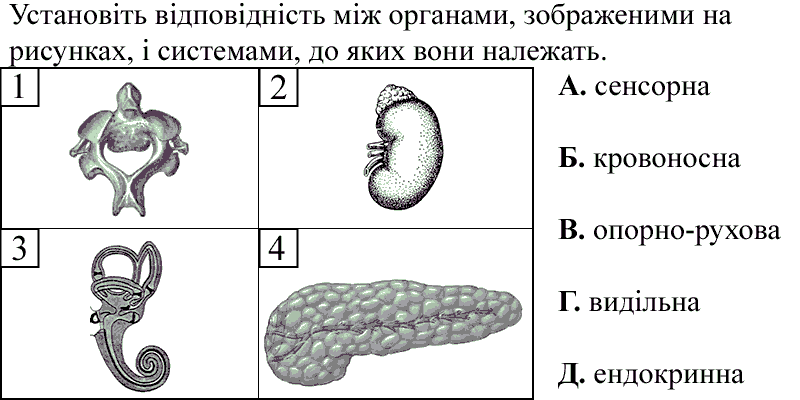 Установіть відповідність між органами, зображеними на
рисунках, і системами, до яких вони належать.
1
2
3
4
А. сенсорна
Б. кровоносна
В. опорно-рухова
Г. видільна
Д. ендокринна